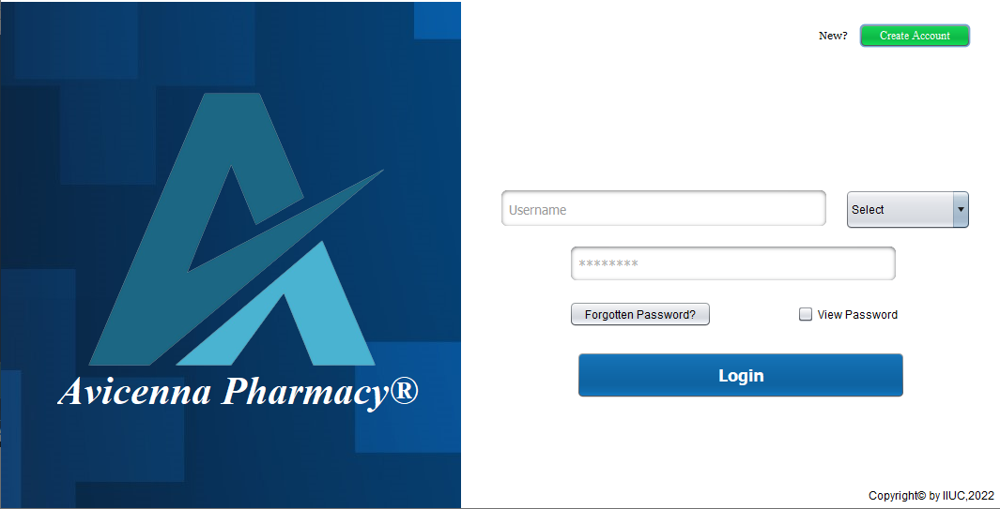 New?
Create Account
Username
Select
********
Forgotten Password?
View Password
Login
Avicenna Pharmacy®
Copyright© by IIUC,2022